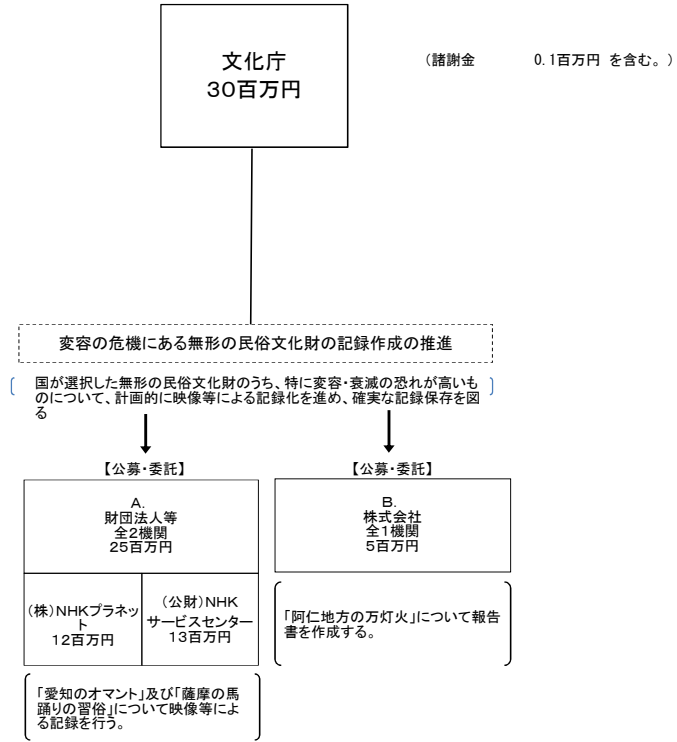 文化庁
30百万円
（諸謝金　　　　0.1百万円 を含む。）
変容の危機にある無形の民俗文化財の記録作成の推進
国が選択した無形の民俗文化財のうち、特に変容・衰滅の恐れが高いも
のについて、計画的に映像等による記録化を進め、確実な記録保存を図
る
【公募・委託】
A.
財団法人等
全2機関
25百万円
（株）NHKプラネッ
ト
12百万円
（公財）NHK
サービスセンター
13百万円
「愛知のオマント」及び「薩摩の馬
踊りの習俗」について映像等によ
る記録を行う。
【公募・委託】
B.
株式会社
全1機関
5百万円
「阿仁地方の万灯火」について報告
書を作成する。